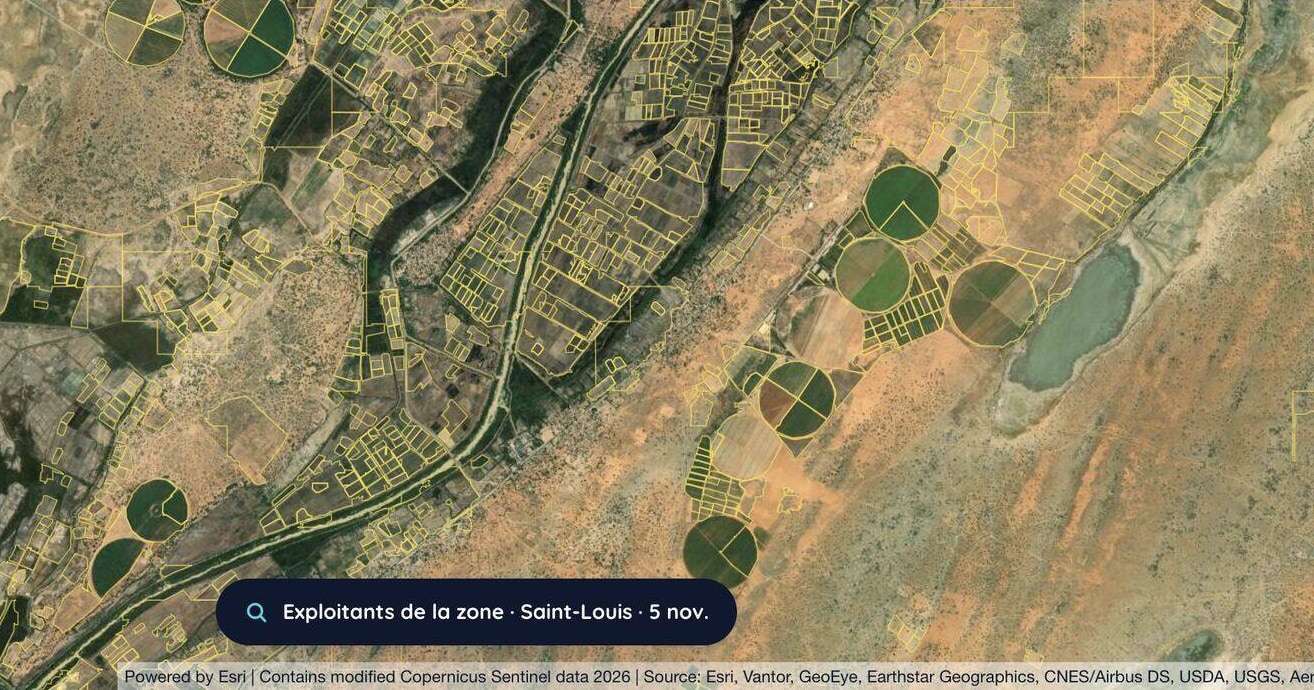 Exploitants de la zone · Saint-Louis · 5 nov.
Powered by Esri | Contains modified Copernicus Sentinel data 2026 | Source: Esri, Vantor, GeoEye, Earthstar Geographics, CNES/Airbus DS, USDA, USGS, Ae